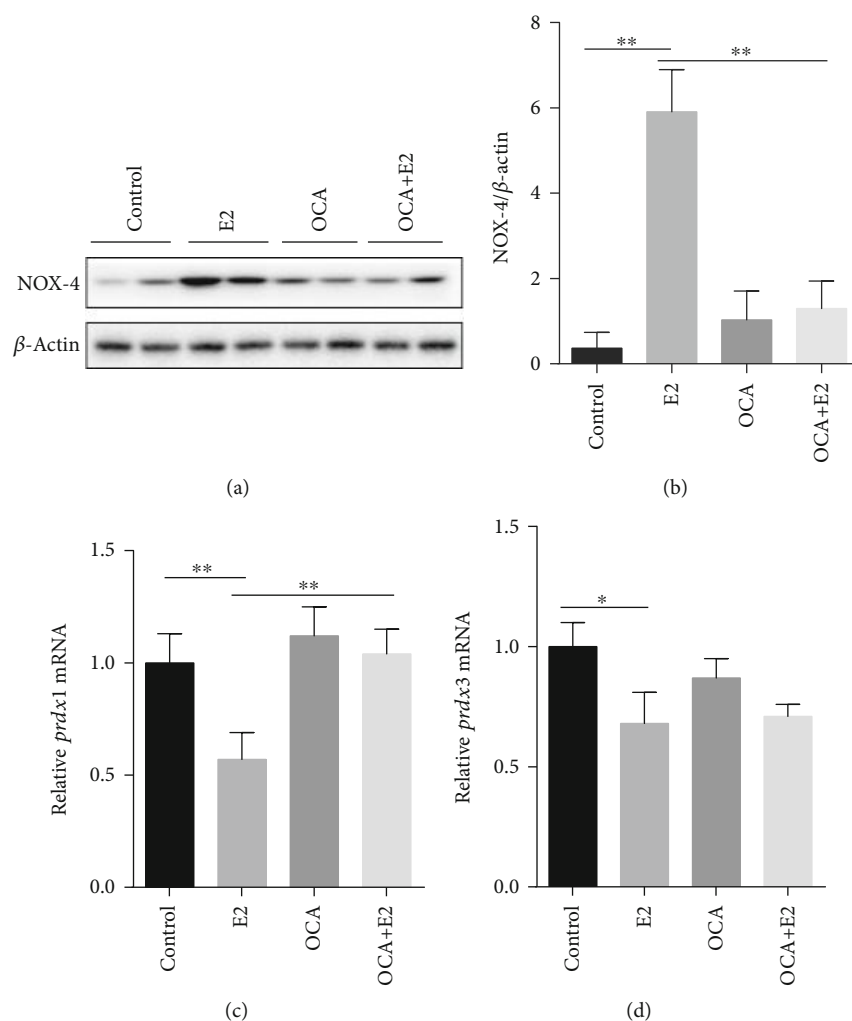 Control
E2
OCA
OCA+E2
NOX-4
β-Actin
(a)
NOX-4/β-actin
8
6
4
2
0
**
**
Control
E2
OCA
OCA+E2
(b)
Relative prdx1 mRNA
1.5
1.0
0.5
0.0
**
**
Control
E2
OCA
OCA+E2
(c)
Relative prdx3 mRNA
1.5
1.0
0.5
0.0
*
Control
E2
OCA
OCA+E2
(d)